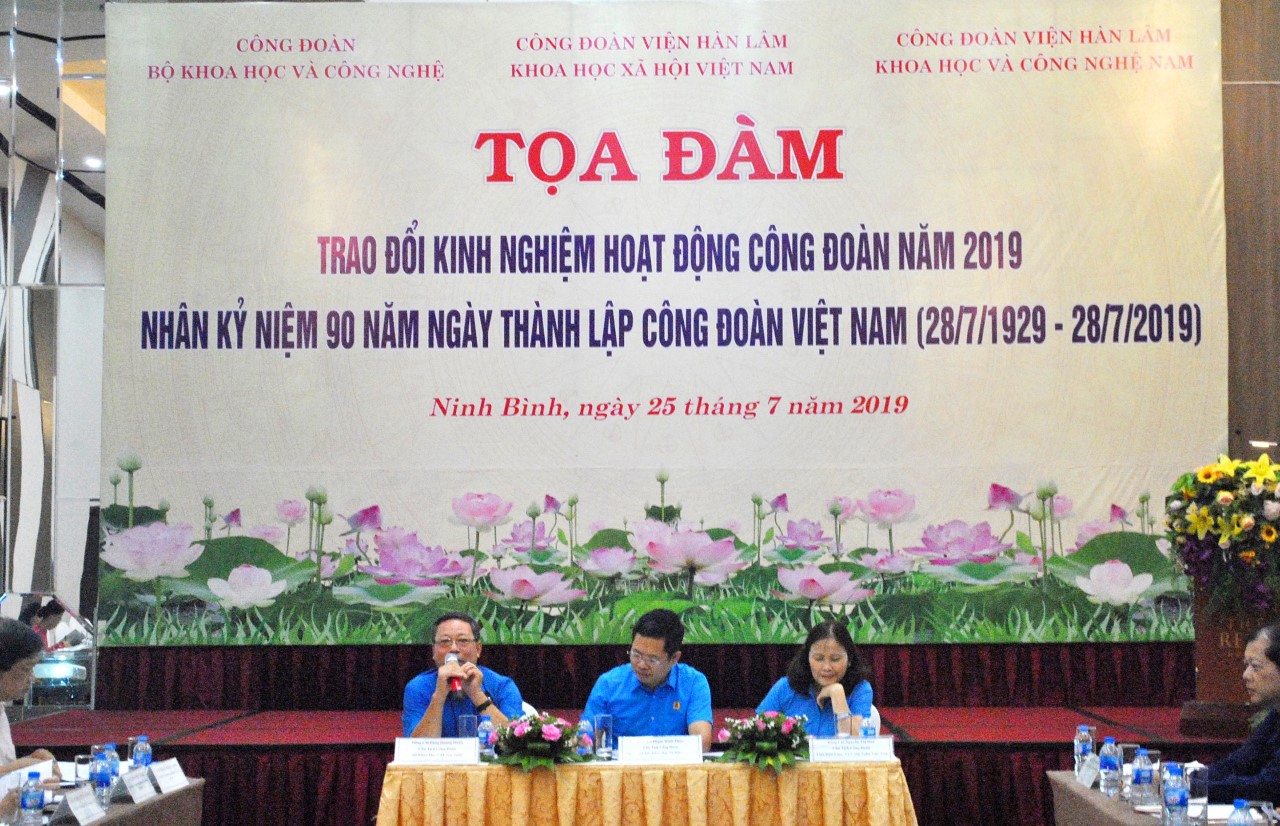 CÔNG ĐOÀN
BỘ KHOA HỌC VÀ CÔNG NGHỆ
CÔNG ĐOÀN VIỆN HÀN LÂM
KHOA HỌC XÃ HỘI VIỆT NAM
CÔNG ĐOÀN VIỆN HÀN LÂM
KHOA HỌC VÀ CÔNG NGHỆ NAM
TỌA ĐÀM
TRAO ĐỔI KINH NGHIỆM HOẠT ĐỘNG CÔNG ĐOÀN NĂM 2019
NHÂN KỶ NIỆM 90 NĂM NGÀY THÀNH LẬP CÔNG ĐOÀN VIỆT NAM (28/7/1929 - 28/7/2019)
Ninh Bình, ngày 25 tháng 7 năm 2019